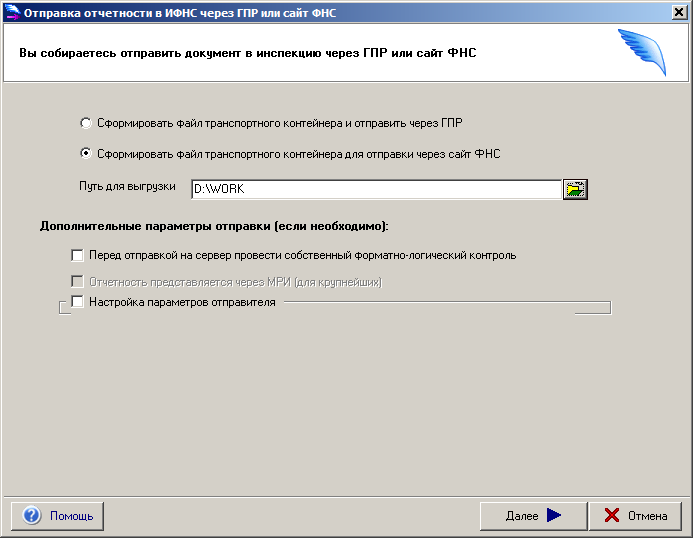 Отправка отчетности в ИФНС через ГПР или сайт ФНС
Вы собираетесь отправить документ в инспекцию через ГПР или сайт ФНС
Сформировать файл транспортного контейнера и отправить через ГПР
Сформировать файл транспортного контейнера для отправки через сайт ФНС
Путь для выгрузки D:\WORK
Дополнительные параметры отправки (если необходимо):
Перед отправкой на сервер провести собственный форматно-логический контроль
Отчетность представляется через МРИ (для крупнейших)
Настройка параметров отправителя
Помощь Далее Отмена